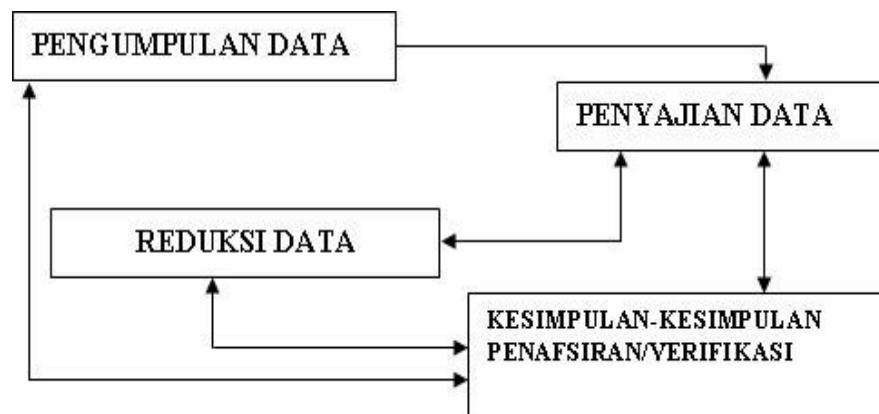 PENGUMPULAN DATA
PENYAJIAN DATA
REDUKSI DATA
KESIMPULAN-KESIMPULAN
PENAFSIRAN/VERIFIKASI